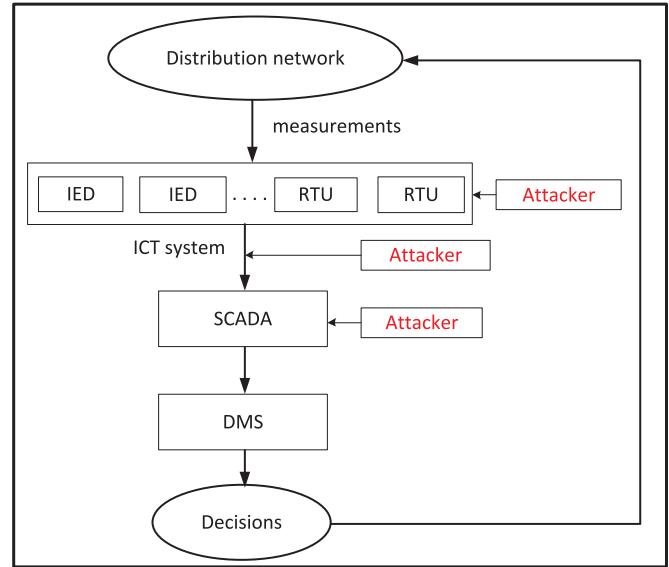 Distribution network
measurements
IED IED .... RTU RTU Attacker
ICT system Attacker
SCADA Attacker
DMS
Decisions